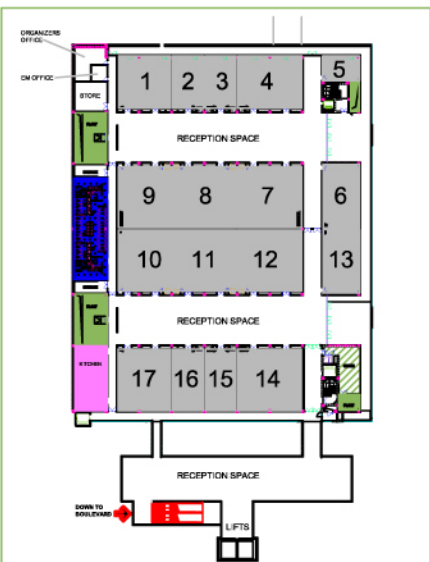 ORGANIZERS
OFFICE
EM OFFICE
STORE
1 2 3 4 5
RECEPTION SPACE
9 8 7 6
10 11 12 13
RECEPTION SPACE
KITCHEN
17 16 15 14
RECEPTION SPACE
DOWN TO
BOULEVARD
LIFTS